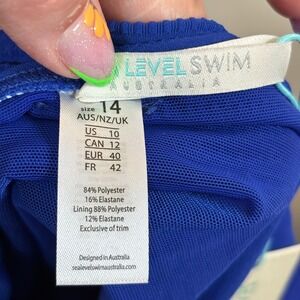 LEVEL SWIM
AUSTRALIA
size 14
AUS/NZ/UK
US 10
CAN 12
EUR 40
FR 42
84% Polyester
16% Elastane
Lining 88% Polyester
12% Elastane
Exclusive of trim
Designed in Australia
sealevelswimaustralia.com